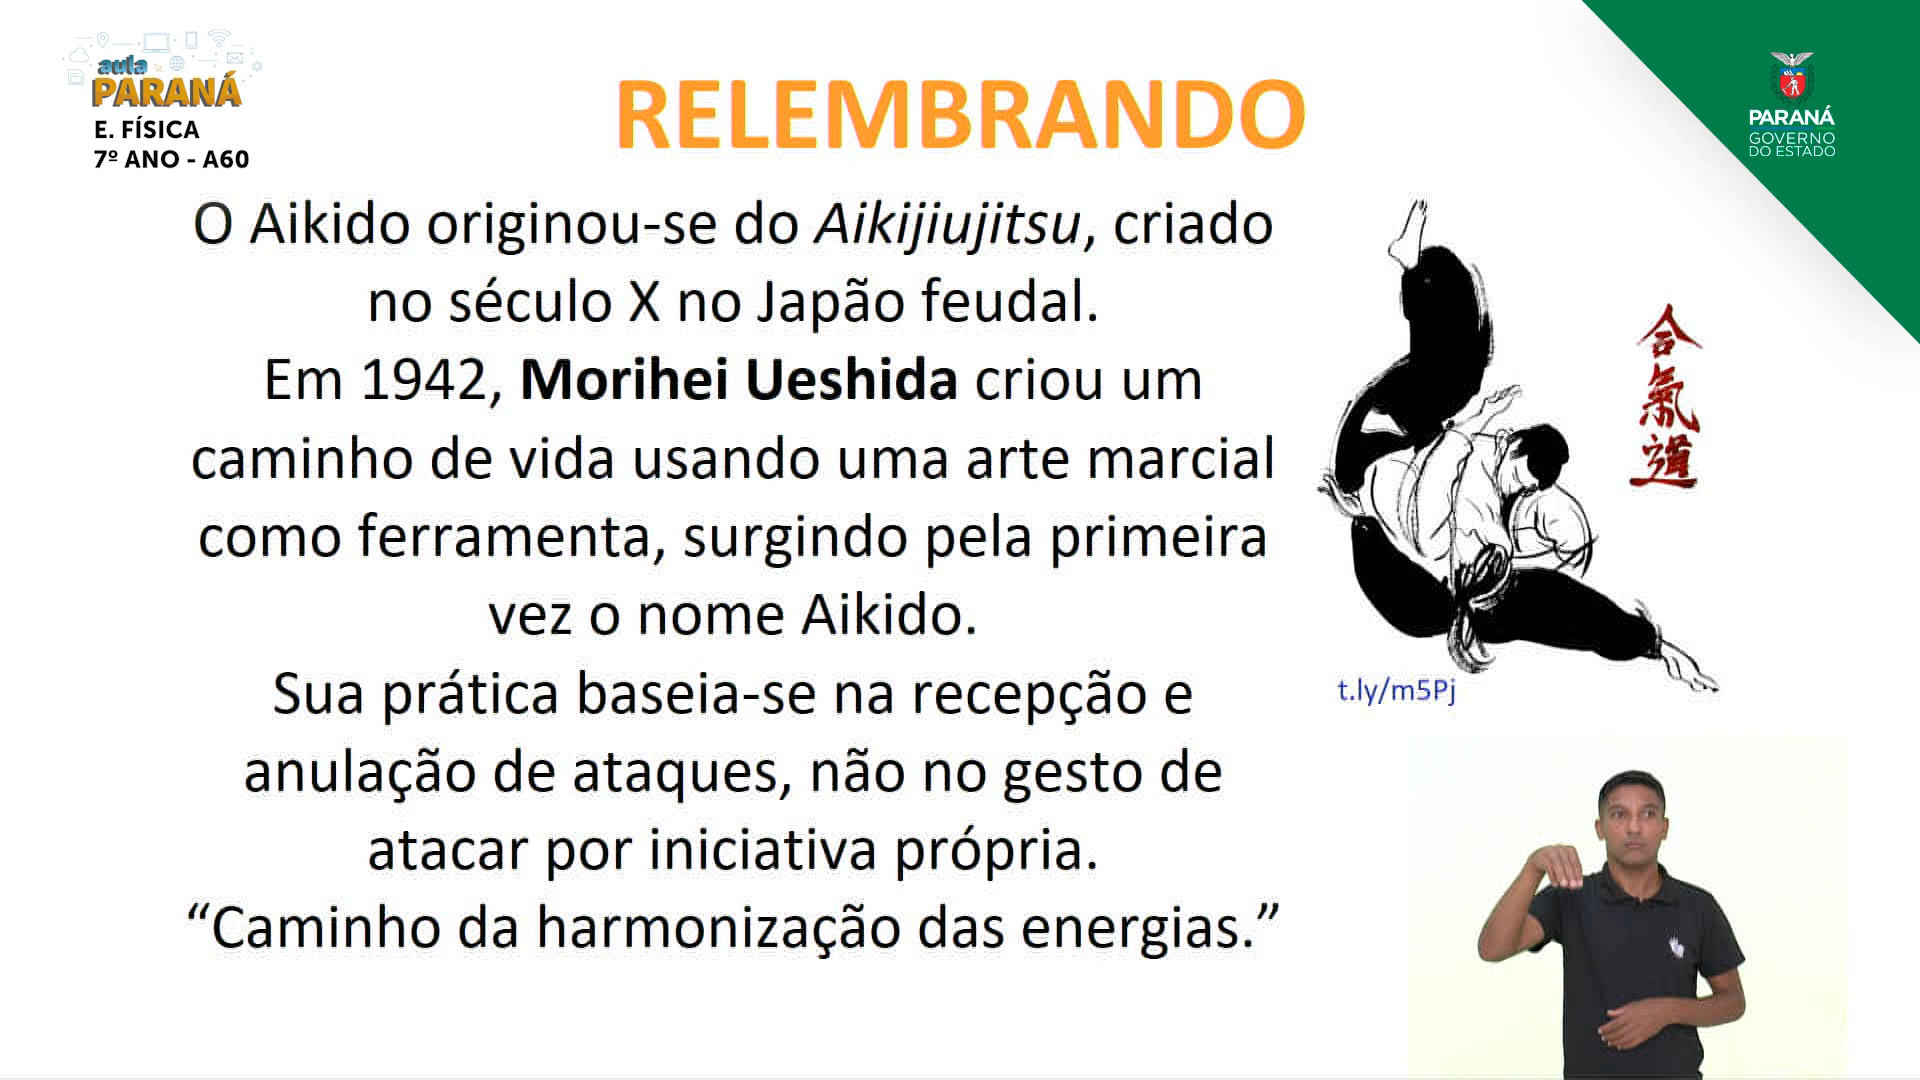 aula
PARANÁ
E. FÍSICA
7º ANO - A60
RELEMBRANDO
PARANÁ
GOVERNO
DO ESTADO
O Aikido originou-se do Aikijiujitsu, criado
no século X no Japão feudal.
Em 1942, Morihei Ueshida criou um
caminho de vida usando uma arte marcial
como ferramenta, surgindo pela primeira
vez o nome Aikido.
Sua prática baseia-se na recepção e
anulação de ataques, não no gesto de
atacar por iniciativa própria.
“Caminho da harmonização das energias.”
合
氣
道
t.ly/m5Pj